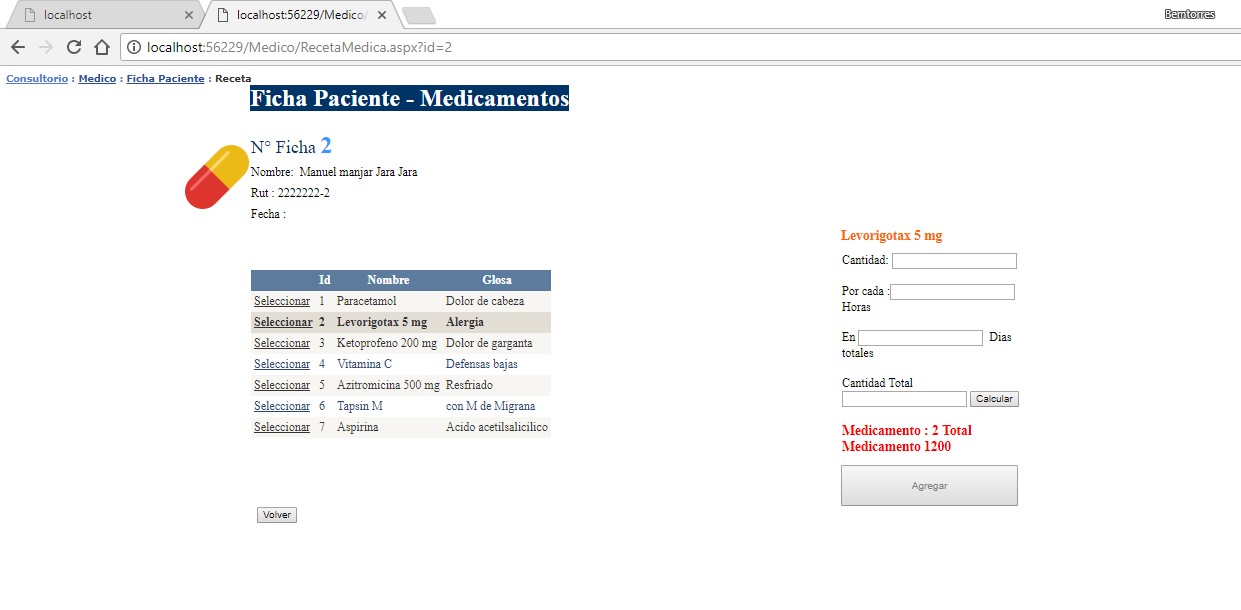 localhost
localhost:56229/Medico/
Bemtorres
localhost:56229/Medico/RecetaMedica.aspx?id=2
Consultorio : Medico : Ficha Paciente : Receta
Ficha Paciente - Medicamentos
N° Ficha 2
Nombre: Manuel manjar Jara Jara
Rut : 2222222-2
Fecha :
Id Nombre Glosa
Seleccionar 1 Paracetamol Dolor de cabeza
Seleccionar 2 Levorigotax 5 mg Alergia
Seleccionar 3 Ketoprofeno 200 mg Dolor de garganta
Seleccionar 4 Vitamina C Defensas bajas
Seleccionar 5 Azitromicina 500 mg Resfriado
Seleccionar 6 Tapsin M con M de Migrana
Seleccionar 7 Aspirina Acido acetilsalicilico
Volver
Levorigotax 5 mg
Cantidad:
Por cada :
Horas
En Dias
totales
Cantidad Total
Calcular
Medicamento : 2 Total
Medicamento 1200
Agregar